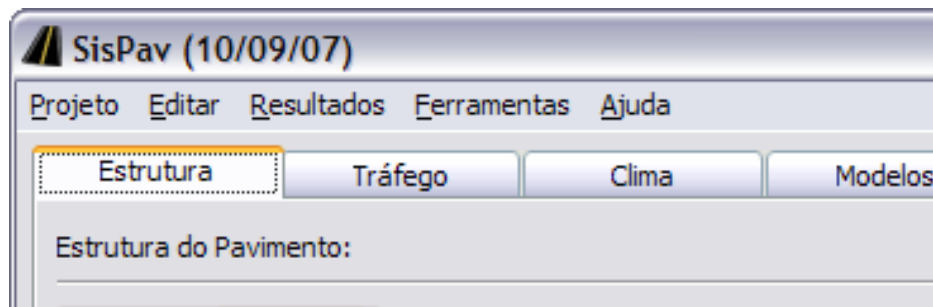 SisPav (10/09/07)
Projeto Editar Resultados Ferramentas Ajuda
Estrutura Tráfego Clima Modelos
Estrutura do Pavimento: